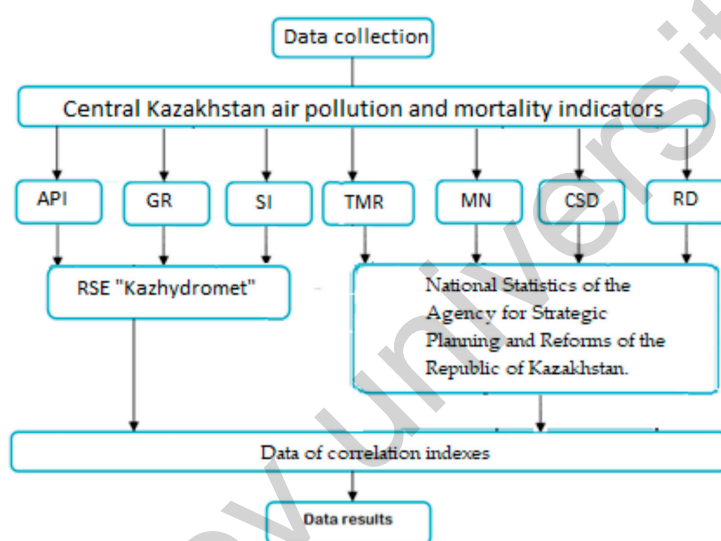 Data collection
Central Kazakhstan air pollution and mortality indicators
API GR SI TMR MN CSD RD
RSE "Kazhydromet"
National Statistics of the
Agency for Strategic
Planning and Reforms of the
Republic of Kazakhstan.
Data of correlation indexes
Data results